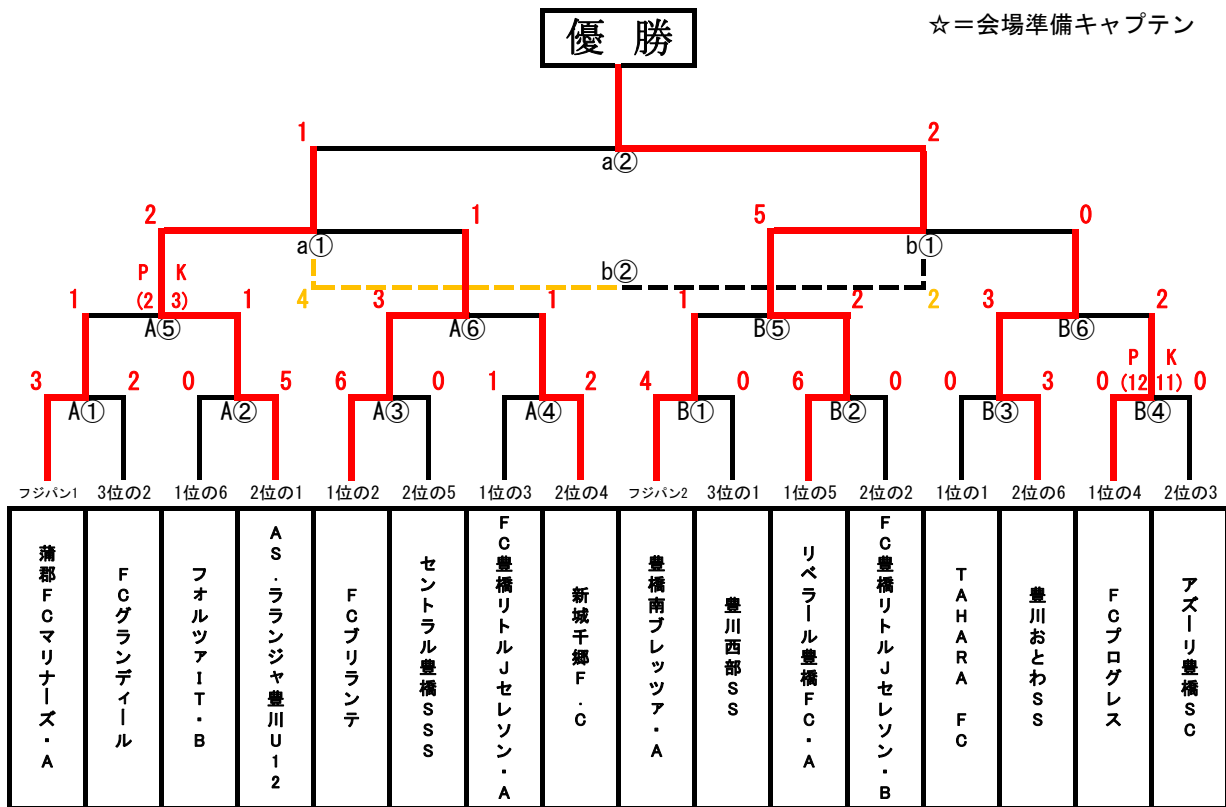 優 勝
☆＝会場準備キャプテン
1
2
a②
2
1
5
0
a①
b①
b②
P K
(2 3)
4
2
1
1
3
1
1
2
3
2
A⑤
A⑥
B⑤
B⑥
P K
(12 11)
3
2
0
5
6
0
1
2
4
0
6
0
0
3
0
0
A①
A②
A③
A④
B①
B②
B③
B④
フジパン1
3位の2
1位の6
2位の1
1位の2
2位の5
1位の3
2位の4
フジパン2
3位の1
1位の5
2位の2
1位の1
2位の6
1位の4
2位の3
蒲郡FCマリナーズ・A
FCグランディール
フォルツァIT・B
AS.ラランジャ豊川U12
FCブリランテ
セントラル豊橋SSS
FC豊橋リトルJセレソン・A
新城千郷F.C
豊橋南ブレッツァ・A
豊川西部SS
リベラール豊橋FC・A
FC豊橋リトルJセレソン・B
TAHARA FC
豊川おとわSS
FCプログレス
アズーリ豊橋SC